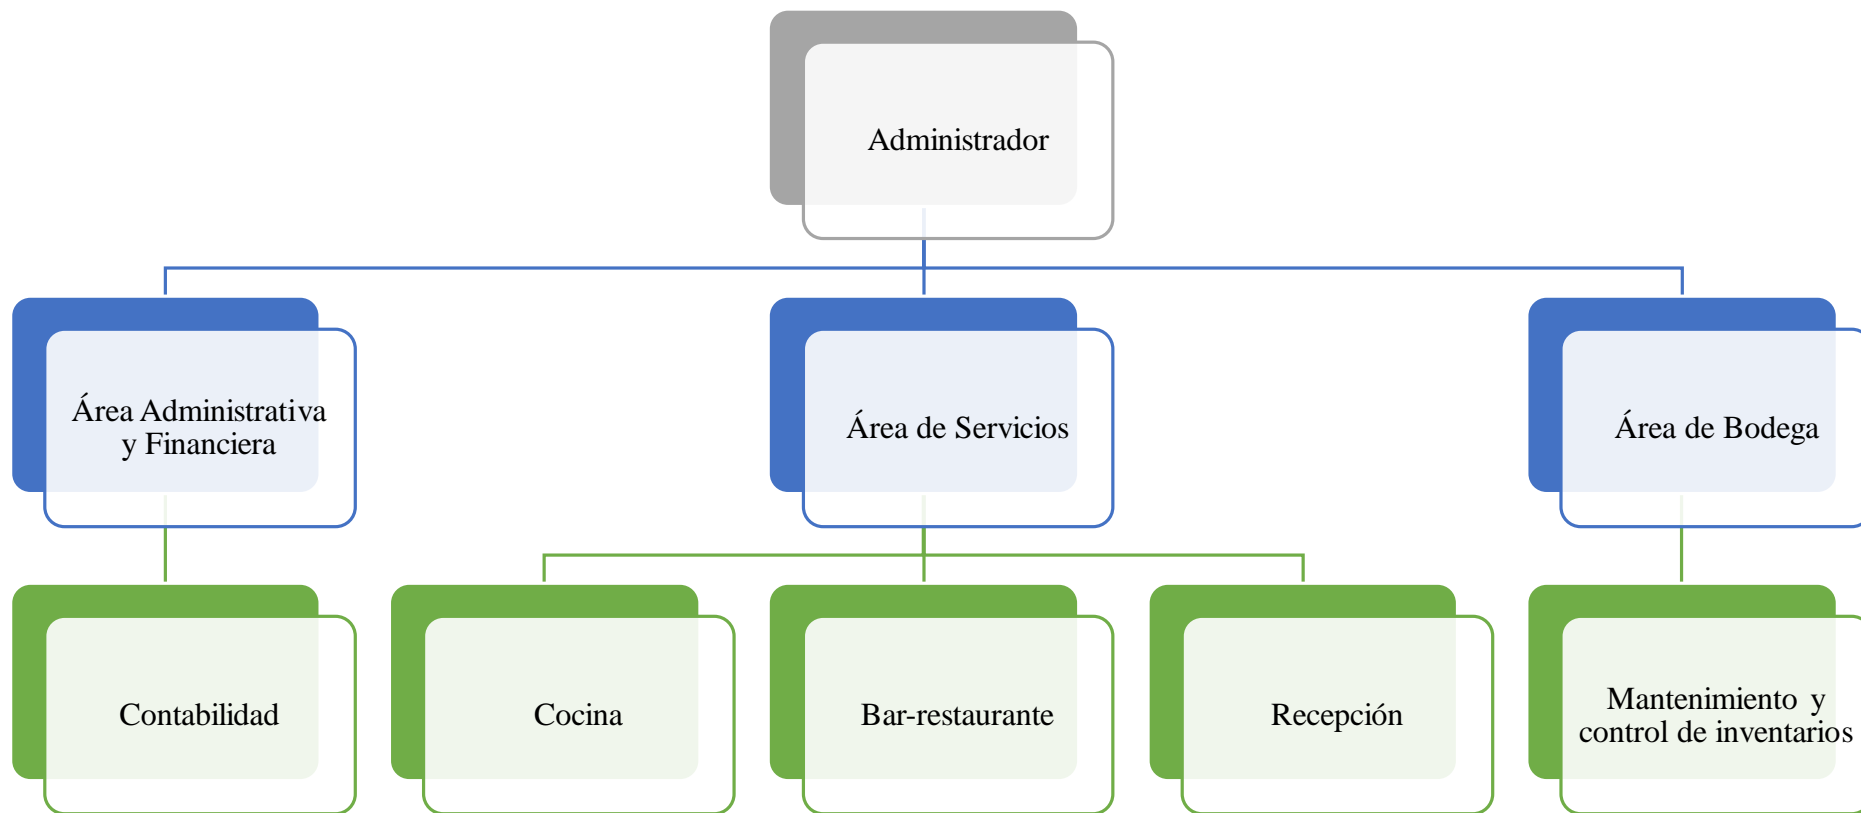 Administrador
Área Administrativa
y Financiera
Área de Servicios
Área de Bodega
Contabilidad
Cocina
Bar-restaurante
Recepción
Mantenimiento y
control de inventarios